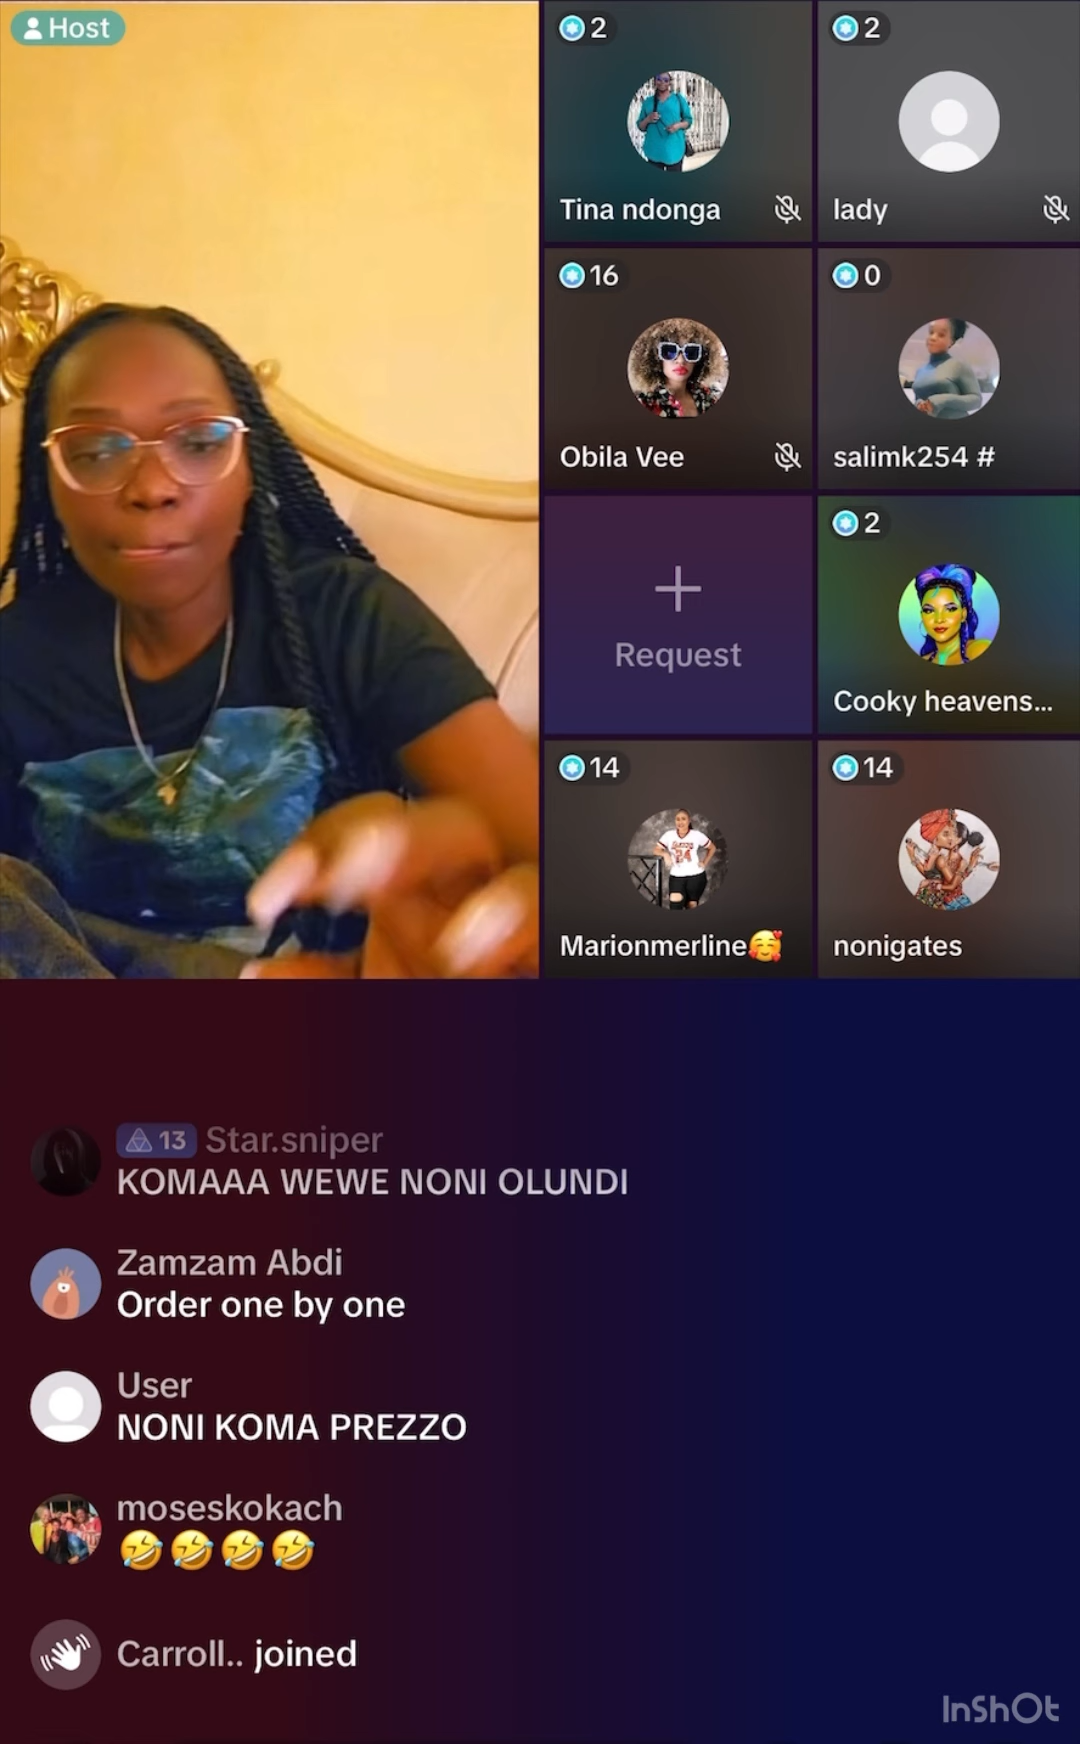 Host
2
Tina ndonga
2
lady
16
Obila Vee
0
salimk254 #
Request
2
Cooky heavens...
14
Marionmerline🥰
14
nonigates
13 Star.sniper
KOMAAA WEWE NONI OLUNDI
Zamzam Abdi
Order one by one
User
NONI KOMA PREZZO
moseskokach
🤣🤣🤣🤣
Carroll.. joined
InShOt